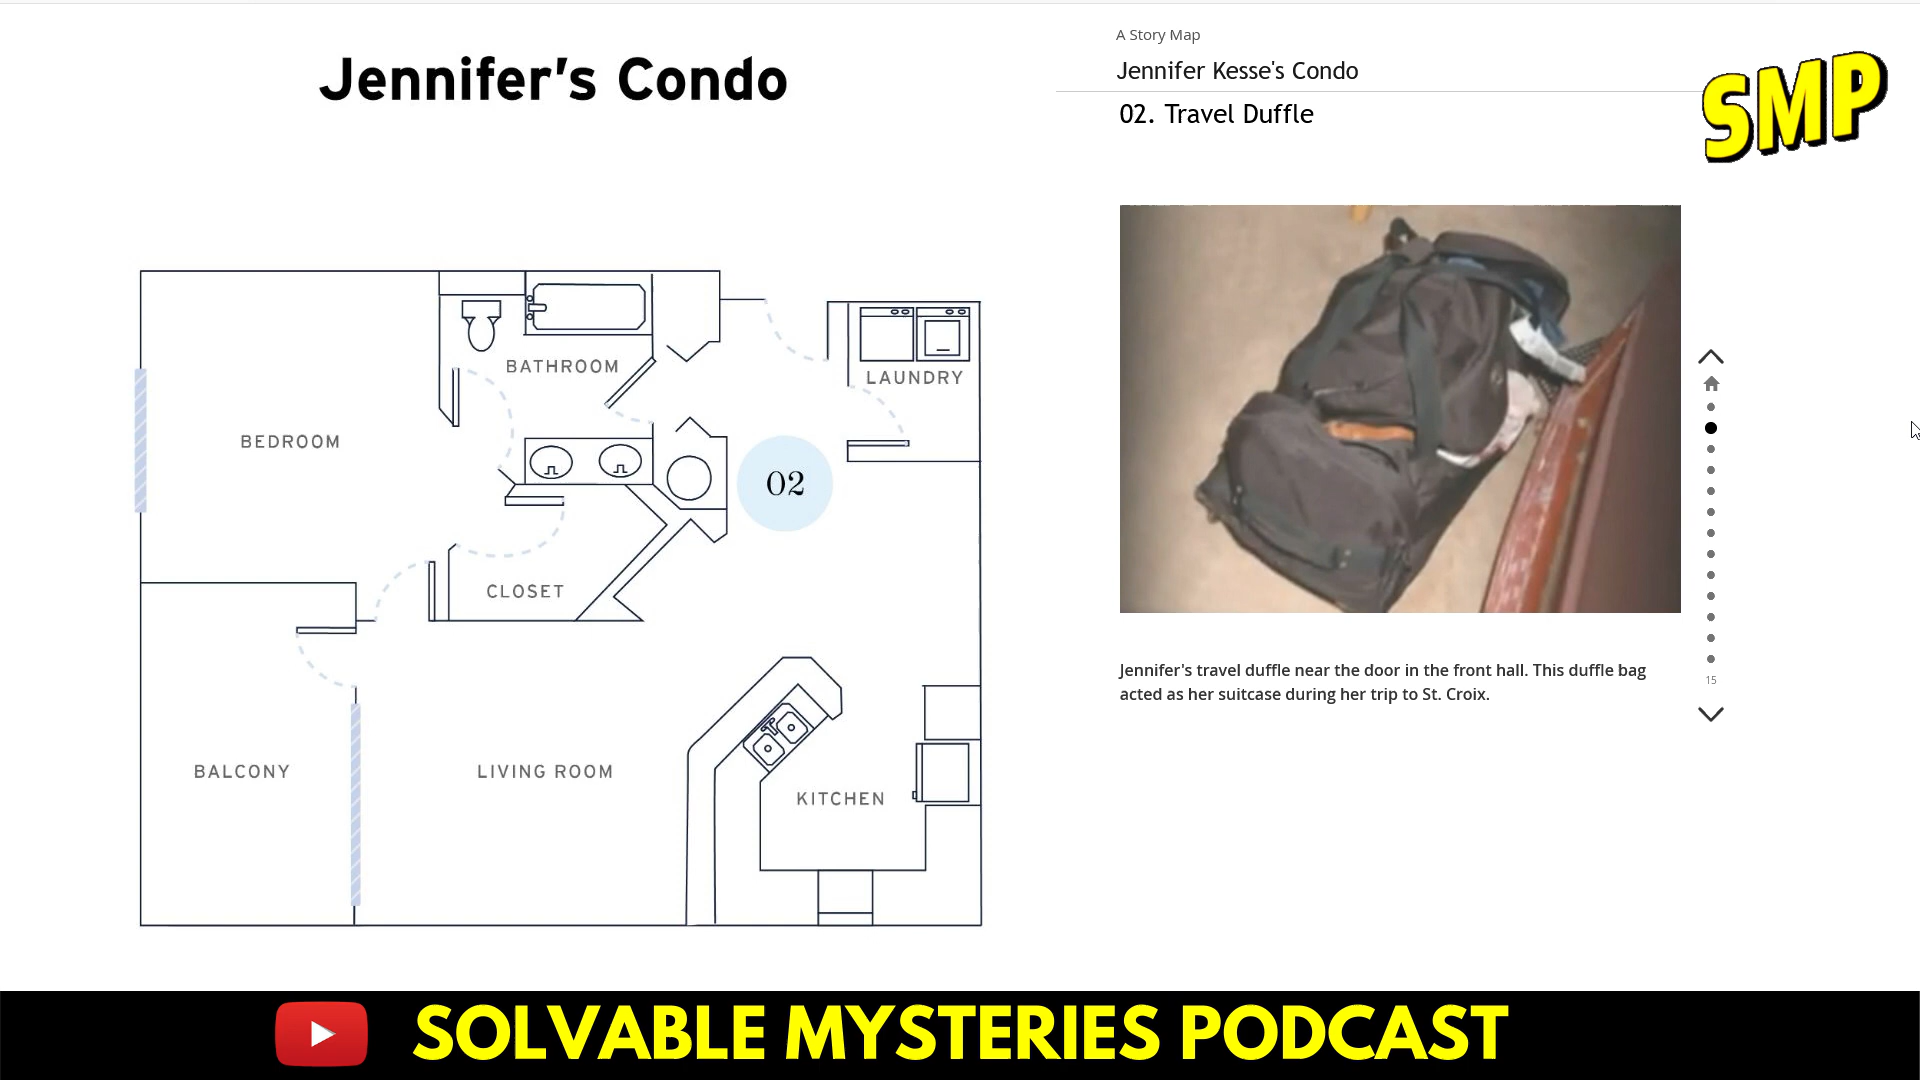 Jennifer's Condo
A Story Map
Jennifer Kesse's Condo
02. Travel Duffle
SMP
BATHROOM
LAUNDRY
BEDROOM
02
CLOSET
BALCONY
LIVING ROOM
KITCHEN
Jennifer's travel duffle near the door in the front hall. This duffle bag
acted as her suitcase during her trip to St. Croix.
15
SOLVABLE MYSTERIES PODCAST